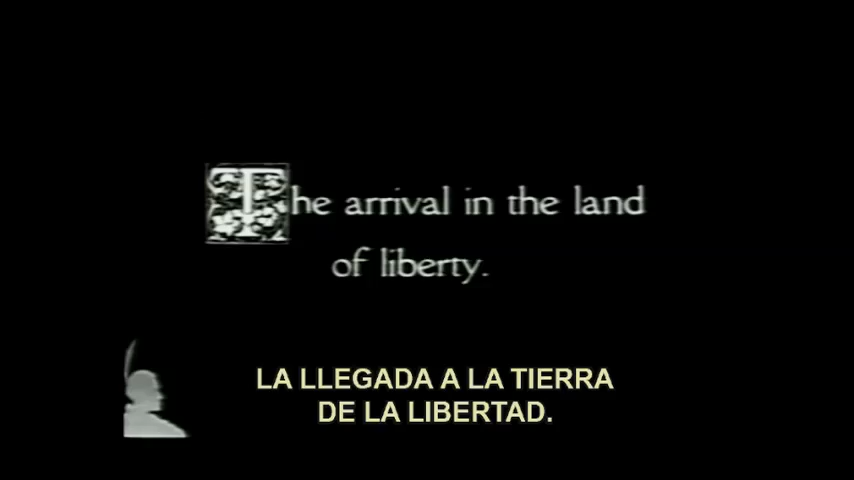 The arrival in the land
of liberty.
LA LLEGADA A LA TIERRA
DE LA LIBERTAD.